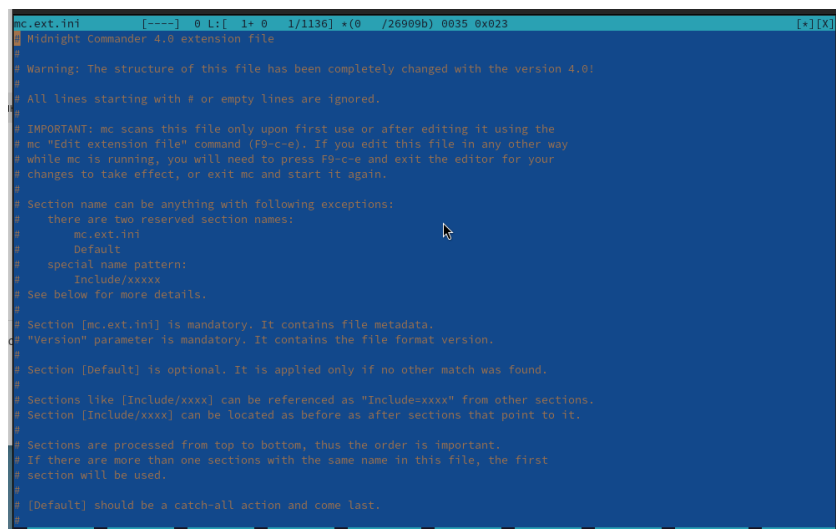 mc.ext.ini [----] 0 L:[ 1+ 0 1/1136] *(0 /26909b) 0035 0x023 [*][X]
# Midnight Commander 4.0 extension file
#
# Warning: The structure of this file has been completely changed with the version 4.0!
#
# All lines starting with # or empty lines are ignored.
#
# IMPORTANT: mc scans this file only upon first use or after editing it using the
# mc "Edit extension file" command (F9-c-e). If you edit this file in any other way
# while mc is running, you will need to press F9-c-e and exit the editor for your
# changes to take effect, or exit mc and start it again.
#
# Section name can be anything with following exceptions:
#    there are two reserved section names:
#        mc.ext.ini
#        Default
#    special name pattern:
#        Include/xxxxx
# See below for more details.
#
# Section [mc.ext.ini] is mandatory. It contains file metadata.
# "Version" parameter is mandatory. It contains the file format version.
#
# Section [Default] is optional. It is applied only if no other match was found.
#
# Sections like [Include/xxxx] can be referenced as "Include=xxxx" from other sections.
# Section [Include/xxxx] can be located as before as after sections that point to it.
#
# Sections are processed from top to bottom, thus the order is important.
# If there are more than one sections with the same name in this file, the first
# section will be used.
#
# [Default] should be a catch-all action and come last.
#